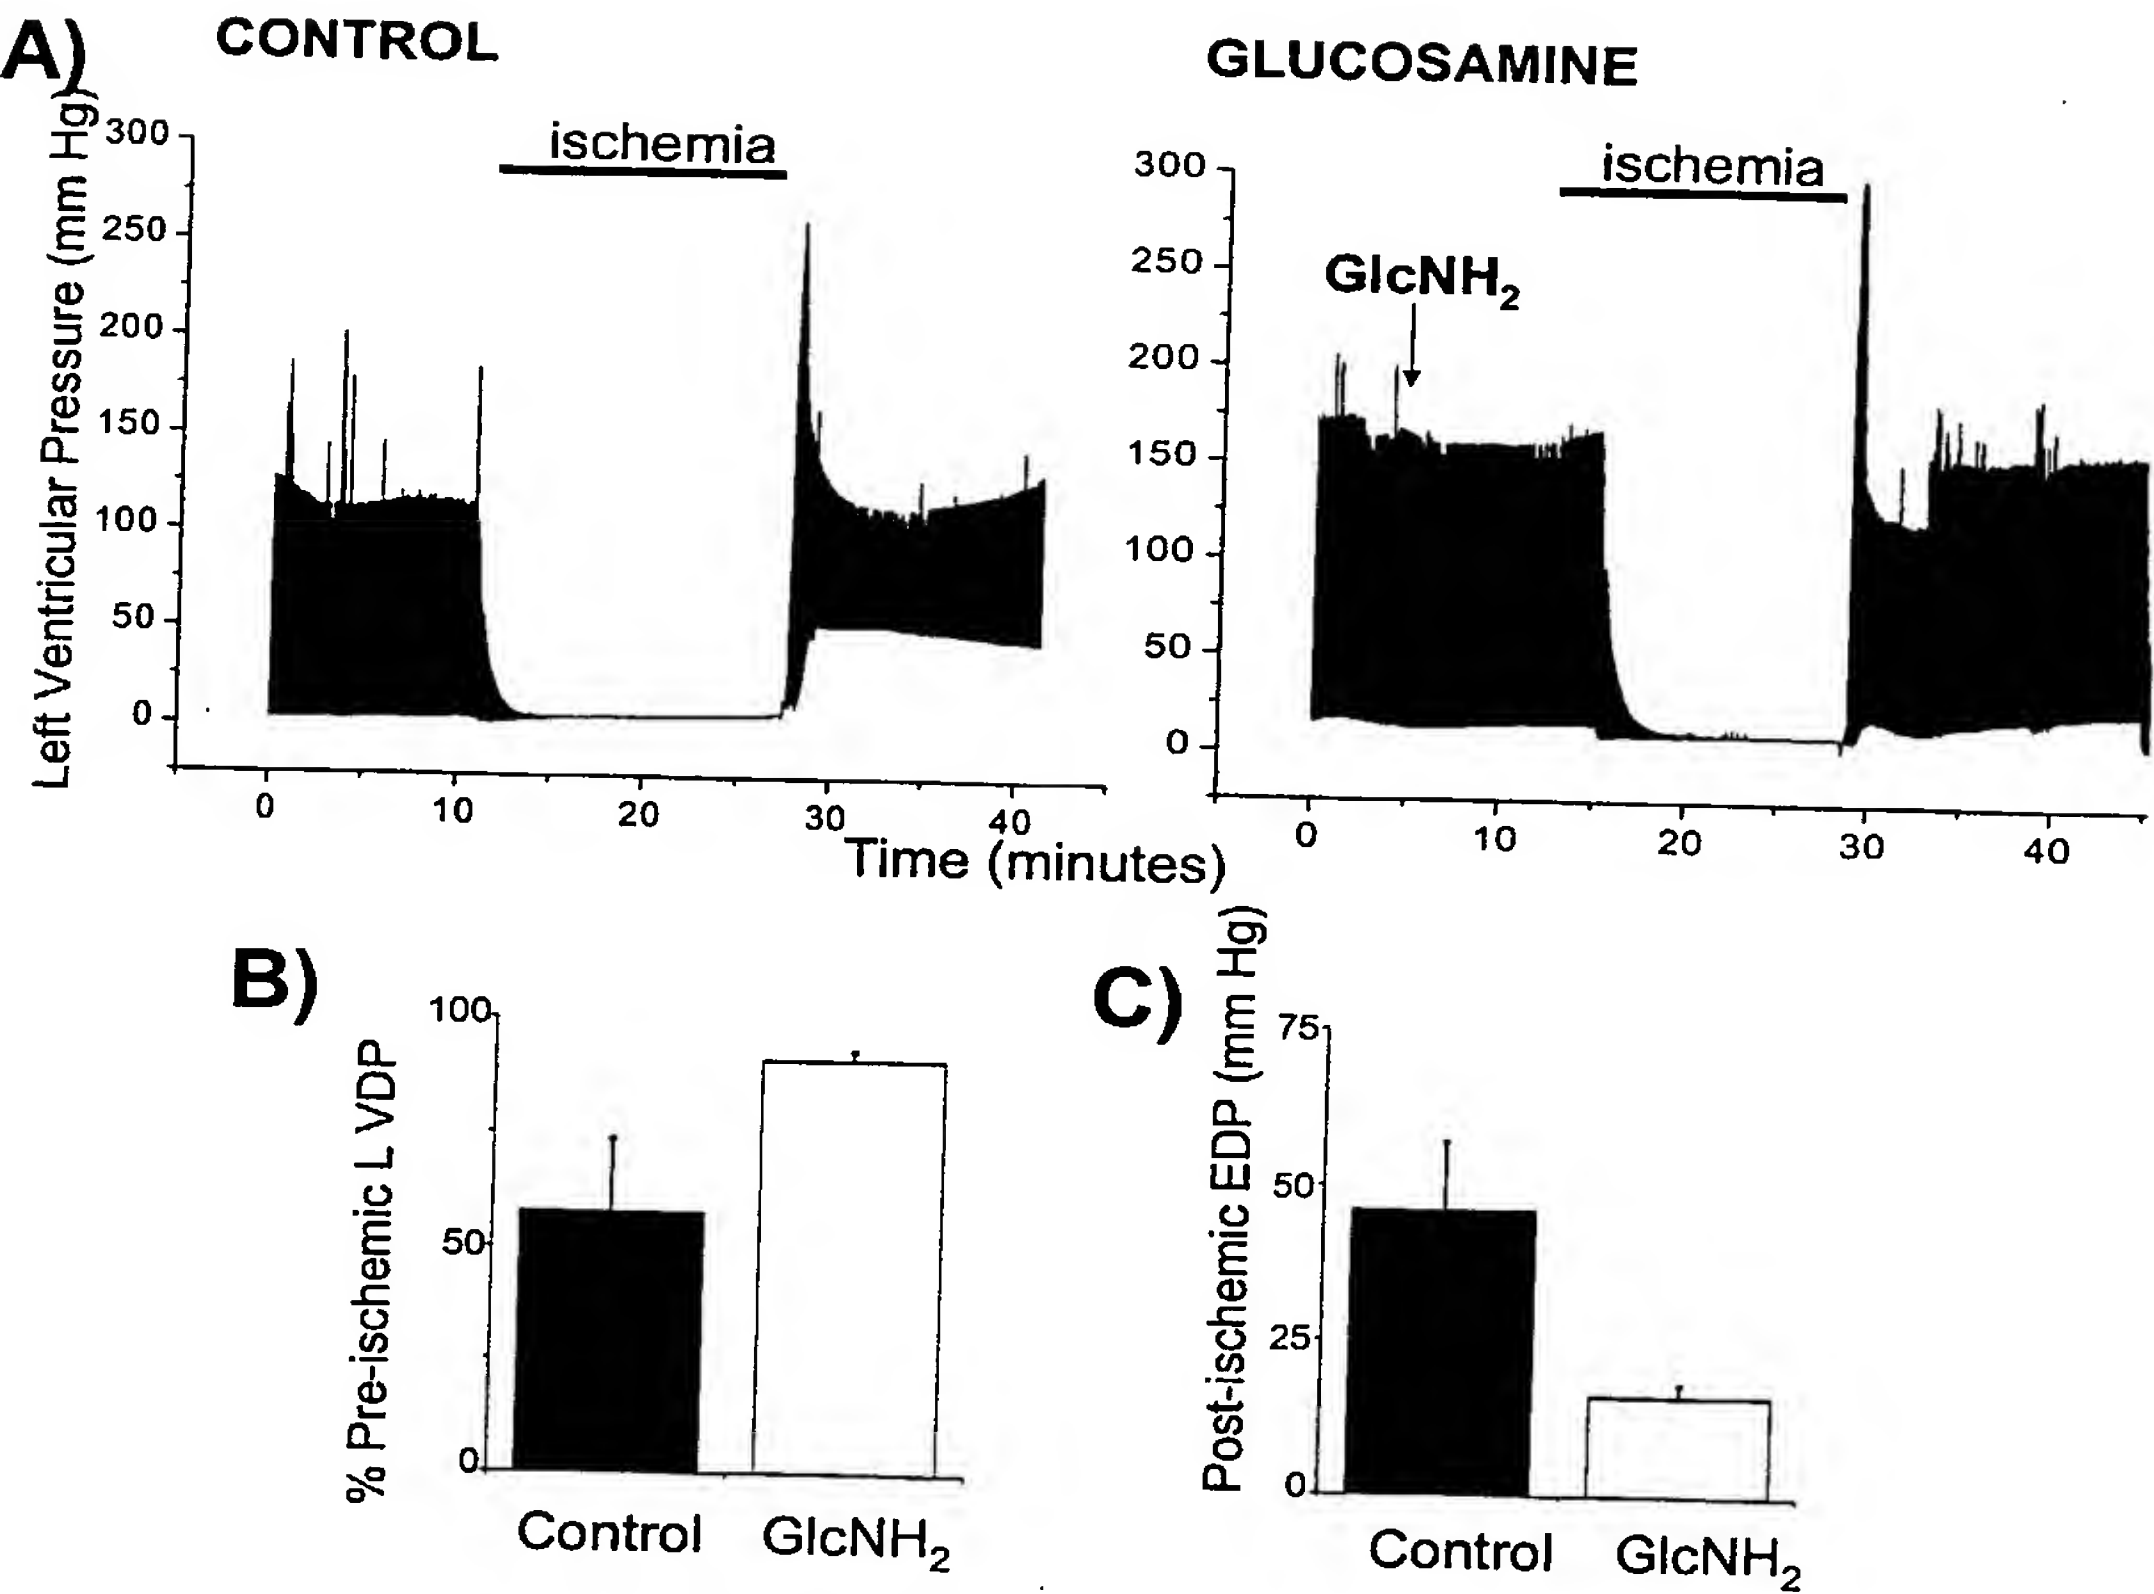 A)
CONTROL
GLUCOSAMINE
Left Ventricular Pressure (mm Hg)
300
250
200
150
100
50
0
ischemia
0
10
20
30
40
300
250
200
150
100
50
0
ischemia
GlcNH2
0
10
20
30
40
Time (minutes)
B)
% Pre-ischemic L VDP
100
50
0
Control
GlcNH2
C)
Post-ischemic EDP (mm Hg)
75
50
25
0
Control
GlcNH2